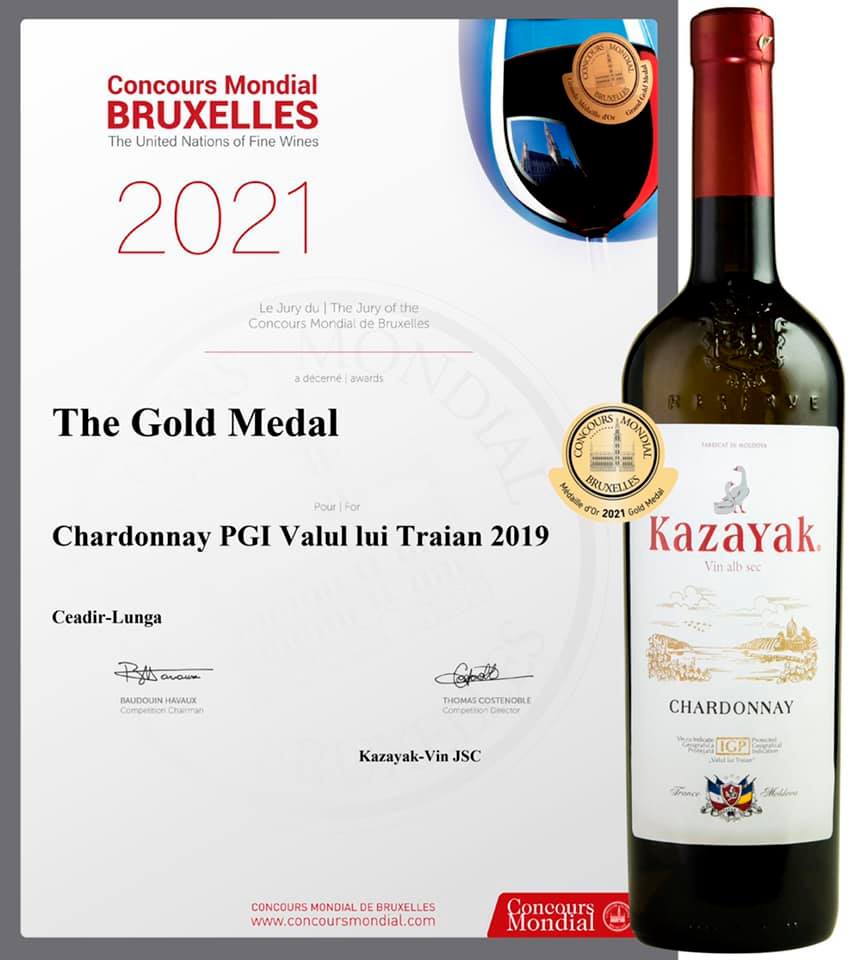 Concours Mondial
BRUXELLES
The United Nations of Fine Wines
2021
CONCOURS MONDIAL
BRUXELLES
Grande Médaille d'Or Grand Gold Medal
Le Jury du | The Jury of the
Concours Mondial de Bruxelles
a décerné | awards
The Gold Medal
Pour | For
Chardonnay PGI Valul lui Traian 2019
Ceadir-Lunga
BAUDOUIN HAVAUX
Competition Chairman
THOMAS COSTENOBLE
Competition Director
Kazayak-Vin JSC
CONCOURS MONDIAL DE BRUXELLES
www.concoursmondial.com
Concours
Mondial
CONCOURS MONDIAL
BRUXELLES
Médaille d'Or 2021 Gold Medal
RESERVE
FABRICAT IN MOLDOVA
Kazayak
Vin alb sec
CHARDONNAY
Vin cu Indicație
Geografică
Protejată
IGP
Protected
Geographical
Indication
„Valul lui Traian”
France Moldova